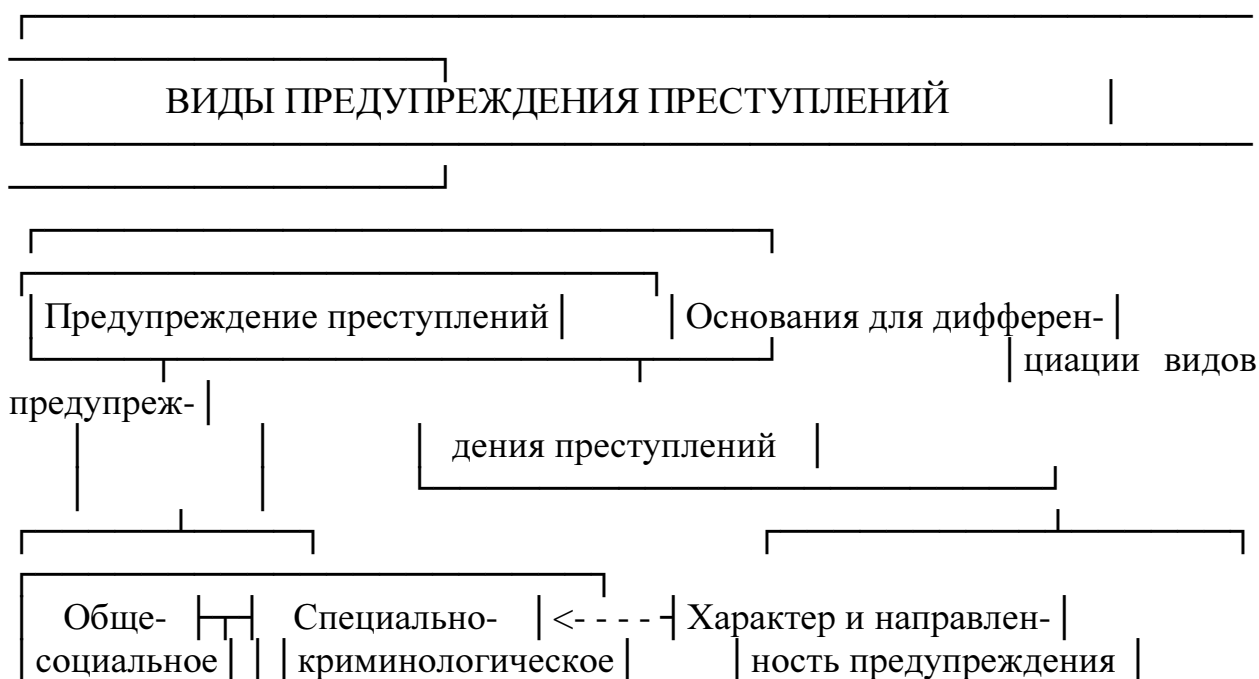 ВИДЫ ПРЕДУПРЕЖДЕНИЯ ПРЕСТУПЛЕНИЙ
Предупреждение преступлений Основания для дифферен-
циации видов
предупреж-
дения преступлений
Обще- Специально- <- - - - - Характер и направлен-
социальное криминологическое ность предупреждения